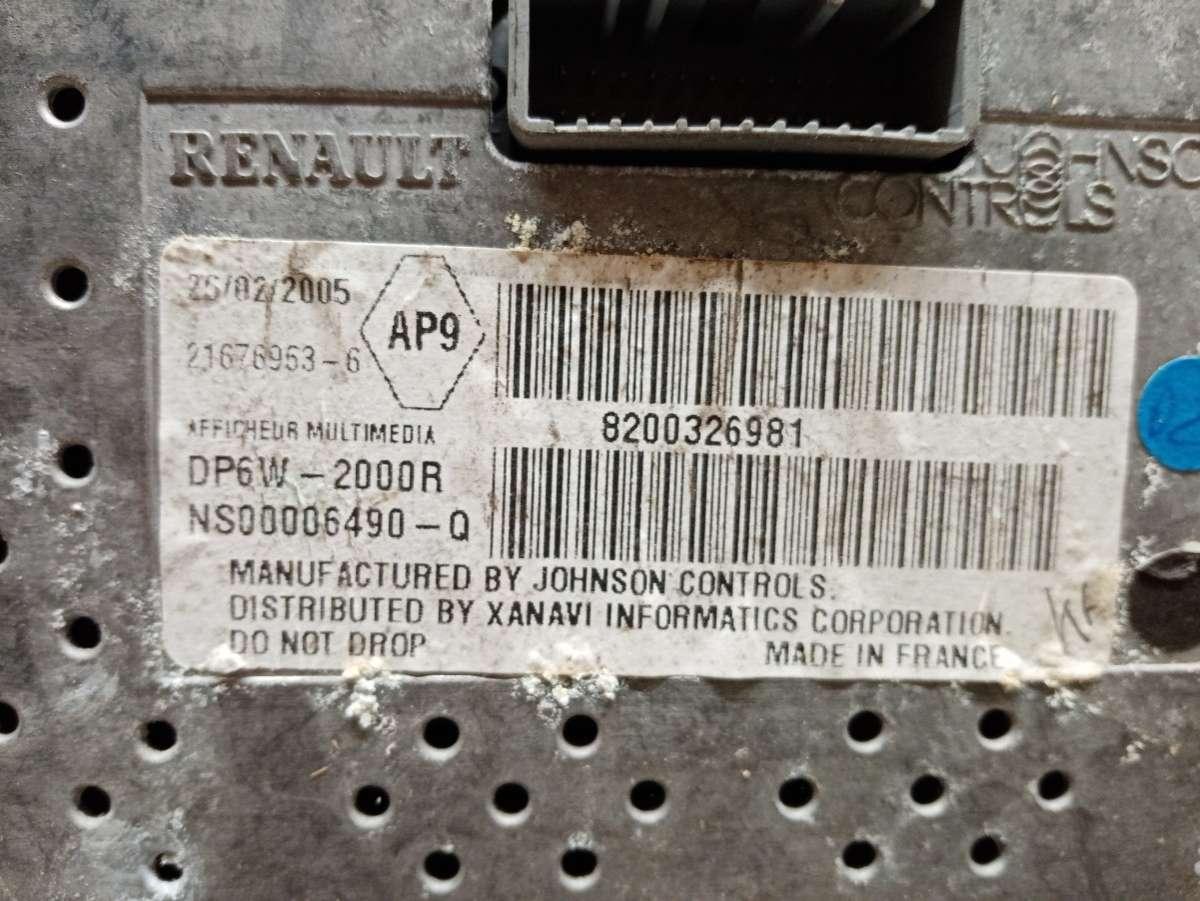 RENAULT
JOHNSO
CONTROLS
25/02/2005
AP9
21676953-6
8200326981
AFFICHEUR MULTIMEDIA
DP6W-2000R
NS00006490-Q
MANUFACTURED BY JOHNSON CONTROLS.
DISTRIBUTED BY XANAVI INFORMATICS CORPORATION.
DO NOT DROP
MADE IN FRANCE